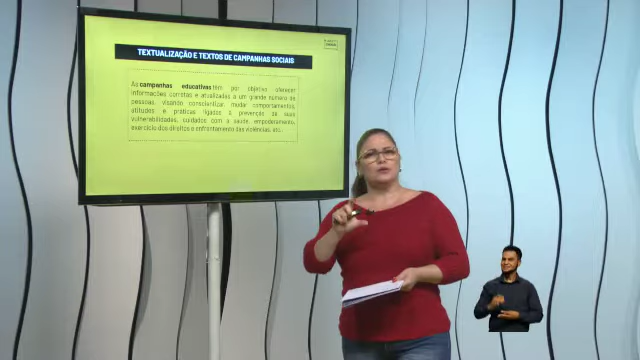 TEXTUALIZAÇÃO E TEXTOS DE CAMPANHAS SOCIAIS
As campanhas educativas têm por objetivo oferecer
informações corretas e atualizadas a um grande número de
pessoas, visando conscientizar, mudar comportamentos,
atitudes e práticas ligados à prevenção de suas
vulnerabilidades, cuidados com a saúde, empoderamento,
exercício dos direitos e enfrentamento das violências, etc.